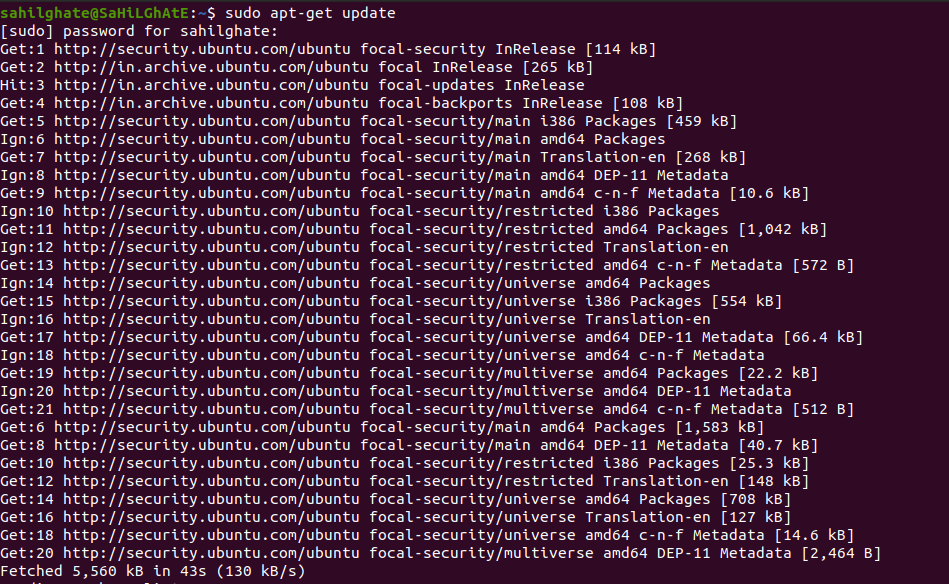 sahilghate@SaHiLGhAtE:~$ sudo apt-get update
[sudo] password for sahilghate:
Get:1 http://security.ubuntu.com/ubuntu focal-security InRelease [114 kB]
Get:2 http://in.archive.ubuntu.com/ubuntu focal InRelease [265 kB]
Hit:3 http://in.archive.ubuntu.com/ubuntu focal-updates InRelease
Get:4 http://in.archive.ubuntu.com/ubuntu focal-backports InRelease [108 kB]
Get:5 http://security.ubuntu.com/ubuntu focal-security/main i386 Packages [459 kB]
Ign:6 http://security.ubuntu.com/ubuntu focal-security/main amd64 Packages
Get:7 http://security.ubuntu.com/ubuntu focal-security/main Translation-en [268 kB]
Ign:8 http://security.ubuntu.com/ubuntu focal-security/main amd64 DEP-11 Metadata
Get:9 http://security.ubuntu.com/ubuntu focal-security/main amd64 c-n-f Metadata [10.6 kB]
Ign:10 http://security.ubuntu.com/ubuntu focal-security/restricted i386 Packages
Get:11 http://security.ubuntu.com/ubuntu focal-security/restricted amd64 Packages [1,042 kB]
Ign:12 http://security.ubuntu.com/ubuntu focal-security/restricted Translation-en
Get:13 http://security.ubuntu.com/ubuntu focal-security/restricted amd64 c-n-f Metadata [572 B]
Ign:14 http://security.ubuntu.com/ubuntu focal-security/universe amd64 Packages
Get:15 http://security.ubuntu.com/ubuntu focal-security/universe i386 Packages [554 kB]
Ign:16 http://security.ubuntu.com/ubuntu focal-security/universe Translation-en
Get:17 http://security.ubuntu.com/ubuntu focal-security/universe amd64 DEP-11 Metadata [66.4 kB]
Ign:18 http://security.ubuntu.com/ubuntu focal-security/universe amd64 c-n-f Metadata
Get:19 http://security.ubuntu.com/ubuntu focal-security/multiverse amd64 Packages [22.2 kB]
Ign:20 http://security.ubuntu.com/ubuntu focal-security/multiverse amd64 DEP-11 Metadata
Get:21 http://security.ubuntu.com/ubuntu focal-security/multiverse amd64 c-n-f Metadata [512 B]
Get:6 http://security.ubuntu.com/ubuntu focal-security/main amd64 Packages [1,583 kB]
Get:8 http://security.ubuntu.com/ubuntu focal-security/main amd64 DEP-11 Metadata [40.7 kB]
Get:10 http://security.ubuntu.com/ubuntu focal-security/restricted i386 Packages [25.3 kB]
Get:12 http://security.ubuntu.com/ubuntu focal-security/restricted Translation-en [148 kB]
Get:14 http://security.ubuntu.com/ubuntu focal-security/universe amd64 Packages [708 kB]
Get:16 http://security.ubuntu.com/ubuntu focal-security/universe Translation-en [127 kB]
Get:18 http://security.ubuntu.com/ubuntu focal-security/universe amd64 c-n-f Metadata [14.6 kB]
Get:20 http://security.ubuntu.com/ubuntu focal-security/multiverse amd64 DEP-11 Metadata [2,464 B]
Fetched 5,560 kB in 43s (130 kB/s)